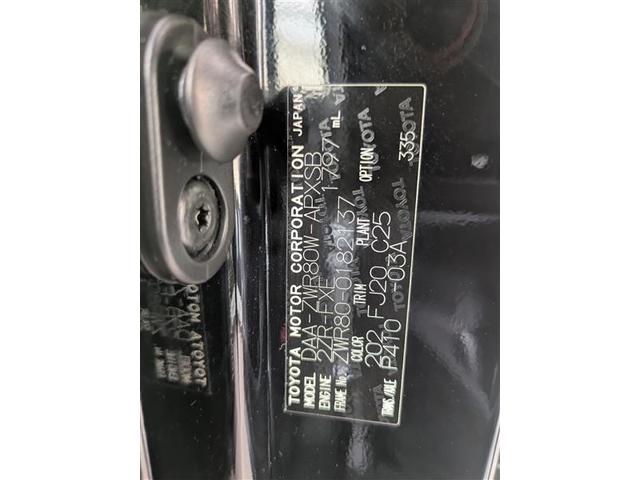 TOYOTA MOTOR CORPORATION JAPAN
MODEL DAA-ZWR80W-APXSB
ENGINE 2ZR-FXE 1797 mL
FRAME No. ZWR80-0182137
COLOR TRIM PLANT OPTION
202 FJ20 C25 335
TRANS/AXLE P410 -03A